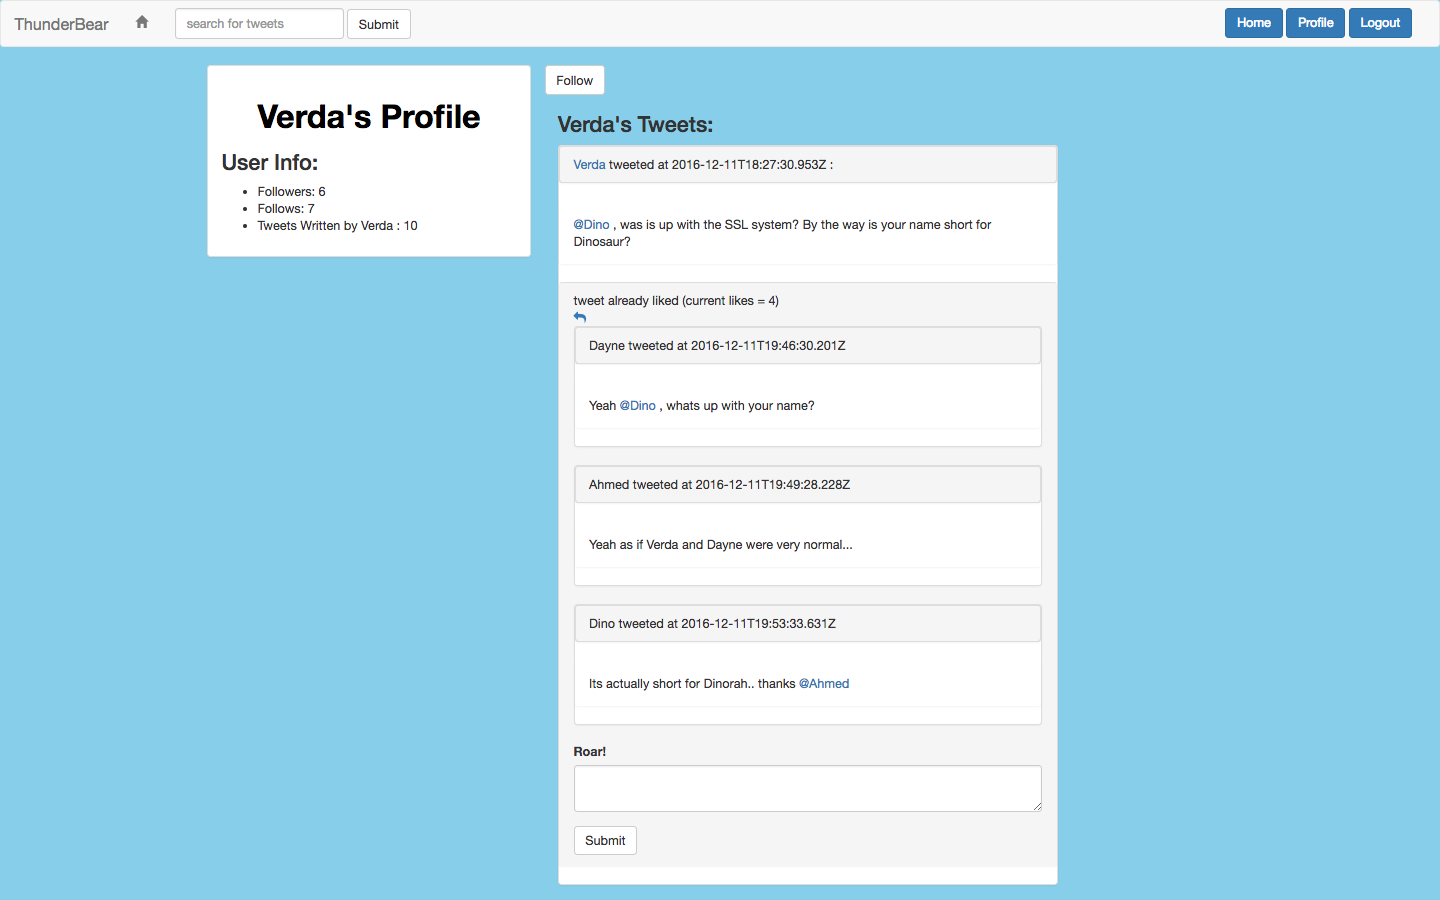 ThunderBear
search for tweets
Submit
Home
Profile
Logout
Verda's Profile
User Info:
Followers: 6
Follows: 7
Tweets Written by Verda : 10
Follow
Verda's Tweets:
Verda tweeted at 2016-12-11T18:27:30.953Z :
@Dino , was is up with the SSL system? By the way is your name short for
Dinosaur?
tweet already liked (current likes = 4)
Dayne tweeted at 2016-12-11T19:46:30.201Z
Yeah @Dino , whats up with your name?
Ahmed tweeted at 2016-12-11T19:49:28.228Z
Yeah as if Verda and Dayne were very normal...
Dino tweeted at 2016-12-11T19:53:33.631Z
Its actually short for Dinorah.. thanks @Ahmed
Roar!
Submit